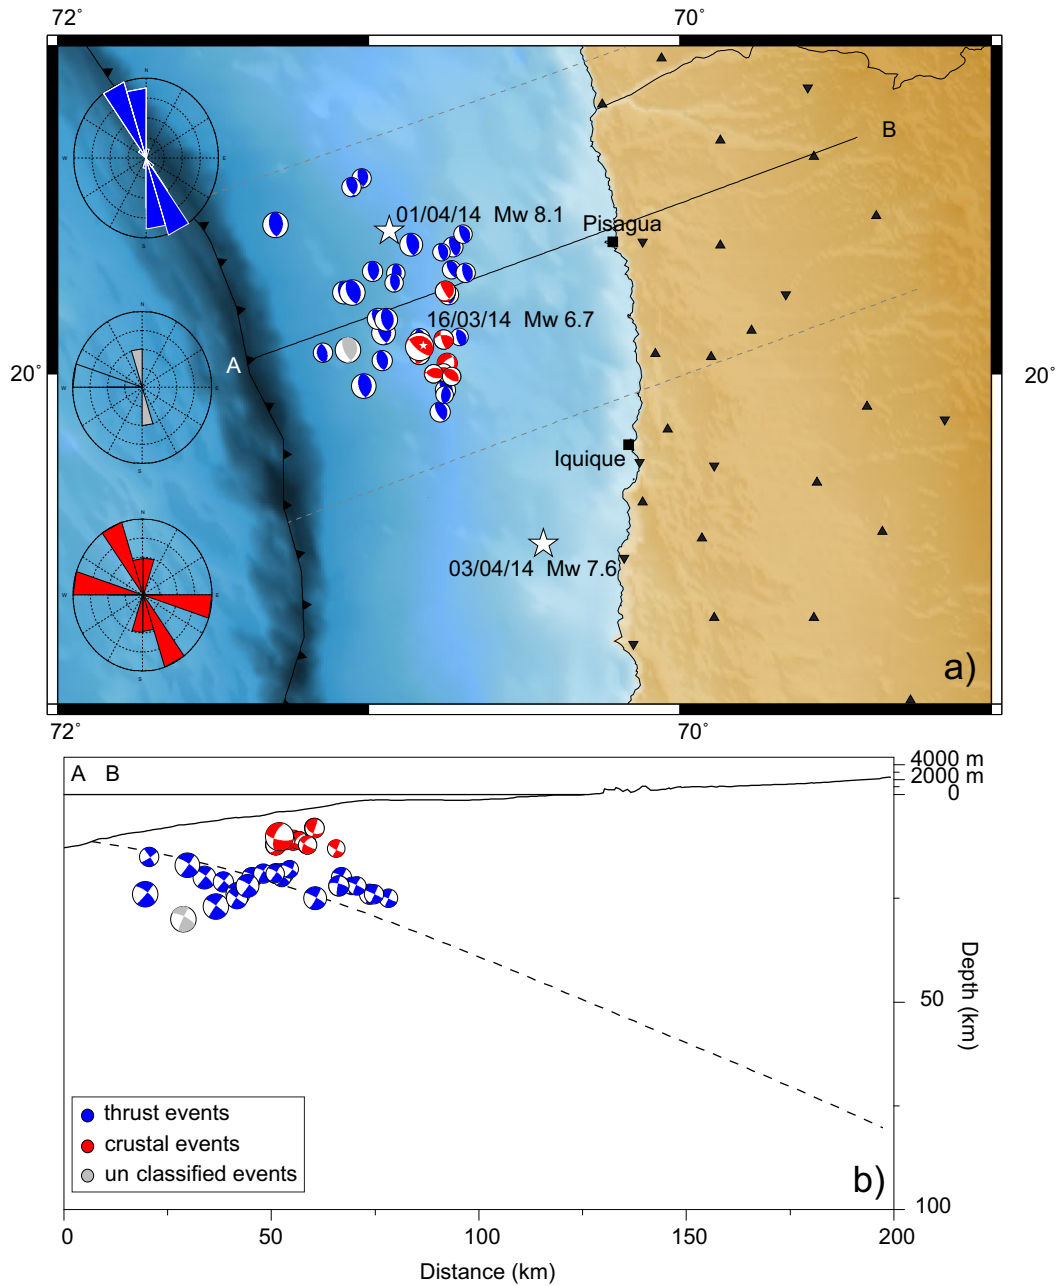 72°
70°
N
W
E
S
B
01/04/14 Mw 8.1
Pisagua
16/03/14 Mw 6.7
N
W
E
S
A
20°
20°
Iquique
N
W
E
S
03/04/14 Mw 7.6
a)
72°
70°
A B
4000 m
2000 m
0
Depth (km)
50
thrust events
crustal events
un classified events
b)
100
0
50
100
150
200
Distance (km)